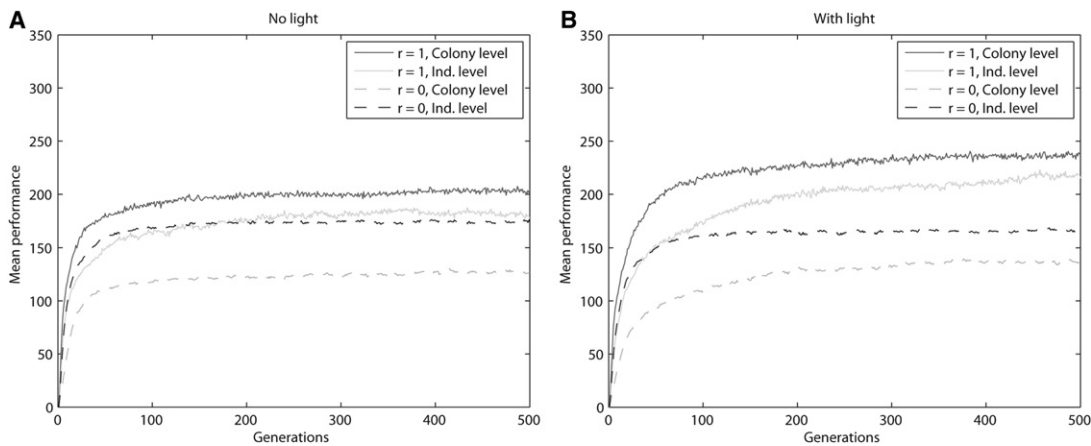 A
No light
350
300
250
200
150
100
50
0
Mean performance
r = 1, Colony level
r = 1, Ind. level
r = 0, Colony level
r = 0, Ind. level
0 100 200 300 400 500
Generations
B
With light
350
300
250
200
150
100
50
0
Mean performance
r = 1, Colony level
r = 1, Ind. level
r = 0, Colony level
r = 0, Ind. level
0 100 200 300 400 500
Generations